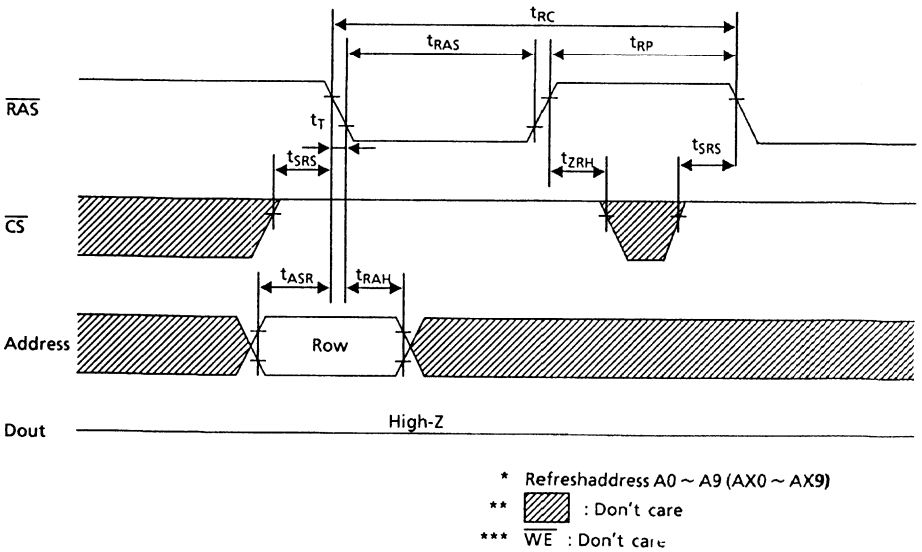 tRC
tRAS
tRP
RAS
tT
tSRS
tZRH
tSRS
CS
tASR
tRAH
Address
Row
Dout
High-Z
* Refreshaddress A0 ~ A9 (AX0 ~ AX9)
** : Don't care
*** WE : Don't care